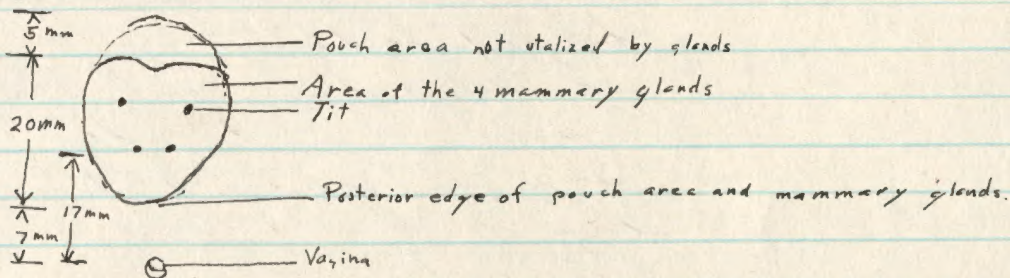 5 mm
Pouch area not utalized by glands
Area of the 4 mammary glands
Tit
20mm
Posterior edge of pouch area and mammary glands.
17mm
7 mm
Vagina